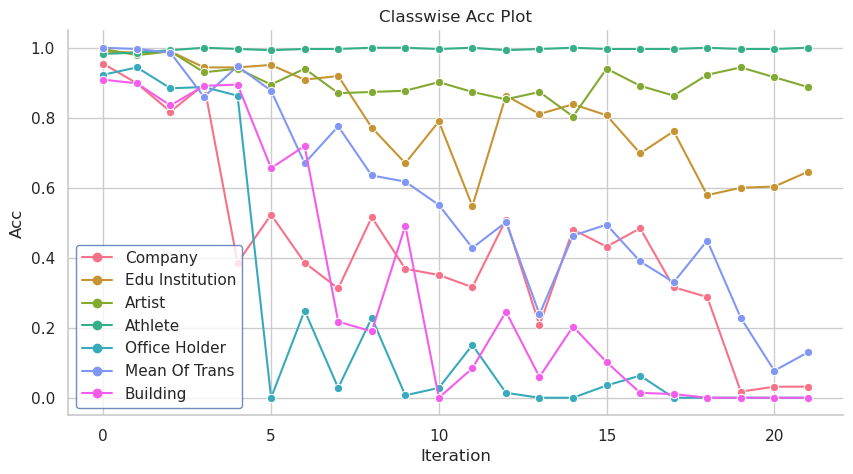 Classwise Acc Plot
1.0
0.8
0.6
0.4
0.2
0.0
Acc
Company
Edu Institution
Artist
Athlete
Office Holder
Mean Of Trans
Building
0 5 10 15 20
Iteration